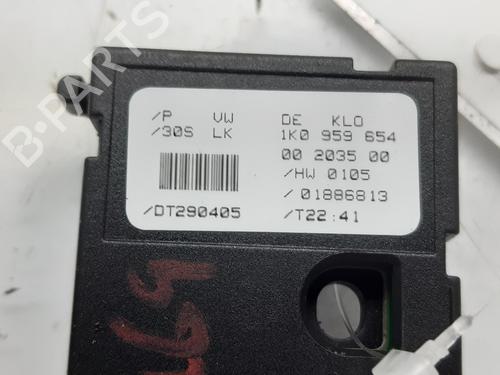 B-PARTS
/P VW DE KLO
/30S LK 1K0 959 654
00 2035 00
/HW 0105
/01886813
/DT290405 /T22:41